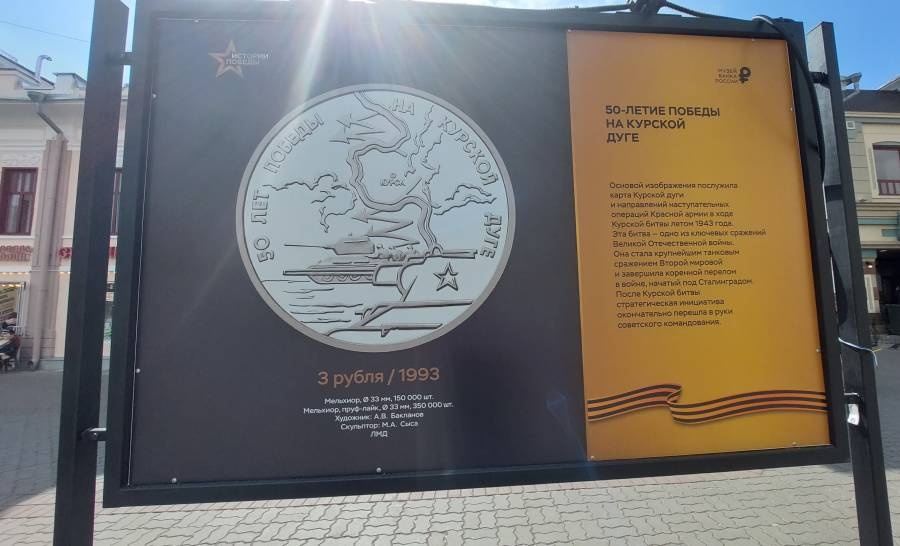 ИСТОРИИ
ПОБЕДЫ
50 ЛЕТ ПОБЕДЫ НА КУРСКОЙ ДУГЕ
КУРСК
3 рубля / 1993
Мельхиор, Ø 33 мм, 150 000 шт.
Мельхиор, пруф-лайк, Ø 33 мм, 350 000 шт.
Художник: А.В. Бакланов
Скульптор: М.А. Сыса
ЛМД
МУЗЕЙ
БАНКА
РОССИИ
50-ЛЕТИЕ ПОБЕДЫ
НА КУРСКОЙ
ДУГЕ
Основой изображения послужила
карта Курской дуги
и направлений наступательных
операций Красной армии в ходе
Курской битвы летом 1943 года.
Эта битва – одно из ключевых сражений
Великой Отечественной войны.
Она стала крупнейшим танковым
сражением Второй мировой
и завершила коренной перелом
в войне, начатый под Сталинградом.
После Курской битвы
стратегическая инициатива
окончательно перешла в руки
советского командования.